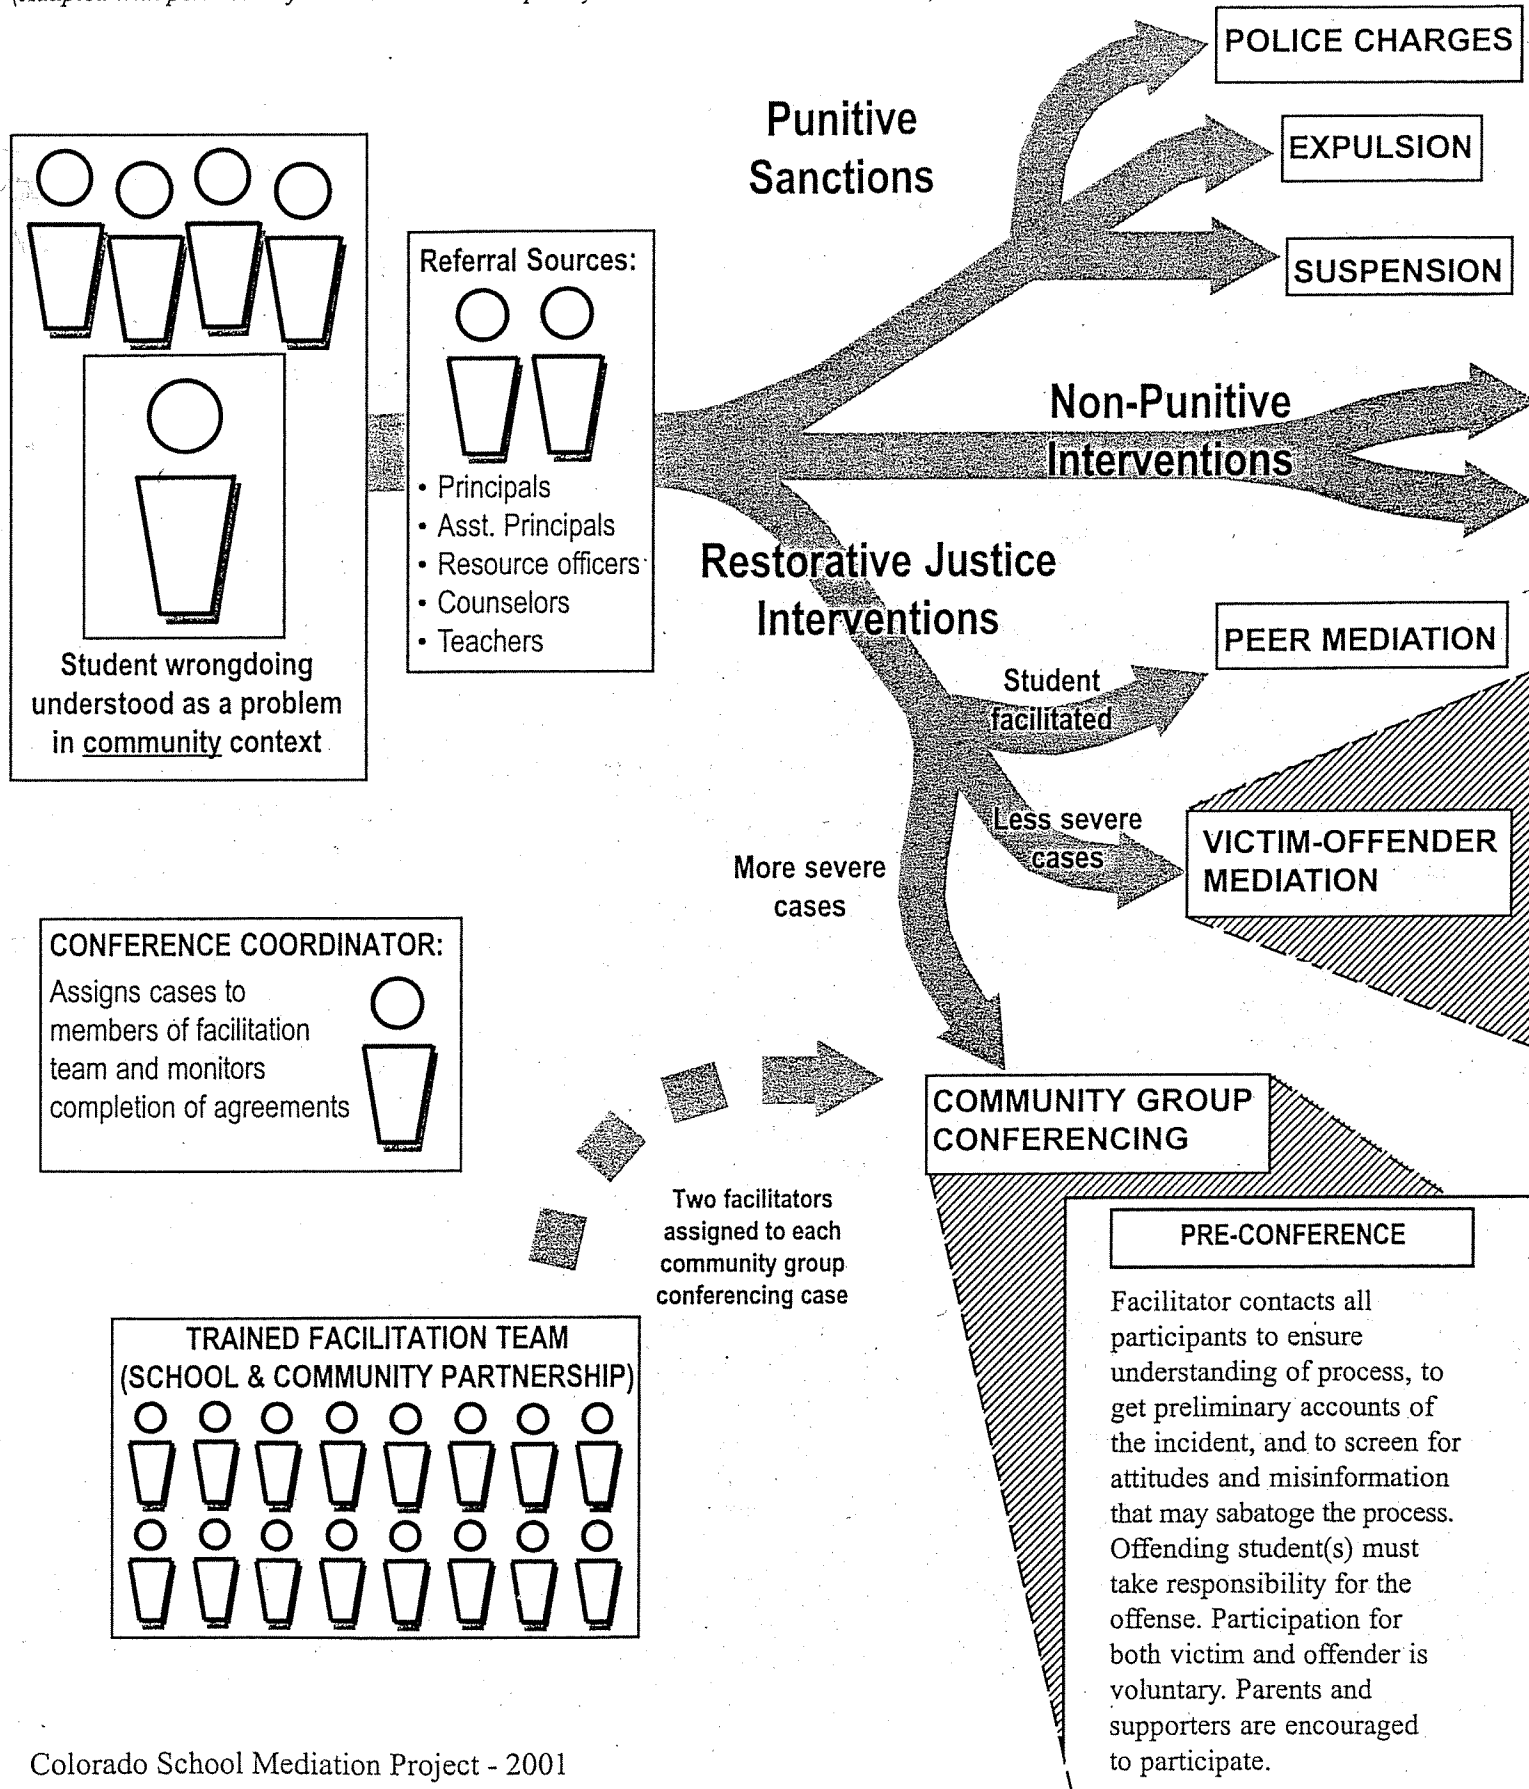 POLICE CHARGES
Punitive
Sanctions
EXPULSION
SUSPENSION
Referral Sources:
• Principals
• Asst. Principals
• Resource officers
• Counselors
• Teachers
Non-Punitive
Interventions
Restorative Justice
Interventions
Student wrongdoing
understood as a problem
in community context
PEER MEDIATION
Student
facilitated
Less severe
cases
VICTIM-OFFENDER
MEDIATION
More severe
cases
CONFERENCE COORDINATOR:
Assigns cases to
members of facilitation
team and monitors
completion of agreements
COMMUNITY GROUP
CONFERENCING
Two facilitators
assigned to each
community group
conferencing case
TRAINED FACILITATION TEAM
(SCHOOL & COMMUNITY PARTNERSHIP)
PRE-CONFERENCE
Facilitator contacts all
participants to ensure
understanding of process, to
get preliminary accounts of
the incident, and to screen for
attitudes and misinformation
that may sabatoge the process.
Offending student(s) must
take responsibility for the
offense. Participation for
both victim and offender is
voluntary. Parents and
supporters are encouraged
to participate.
Colorado School Mediation Project - 2001